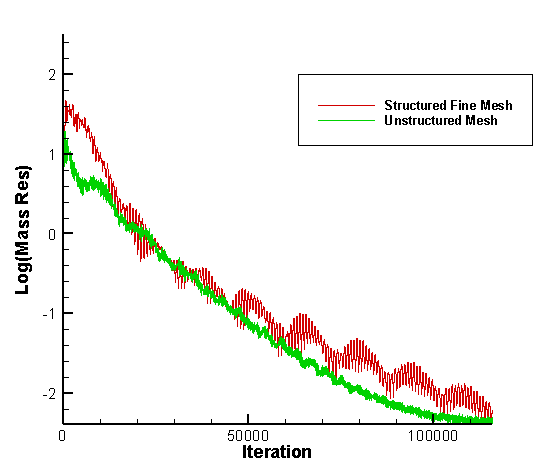 2
Structured Fine Mesh
Unstructured Mesh
1
Log(Mass Res)
0
-1
-2
0 50000 100000
Iteration